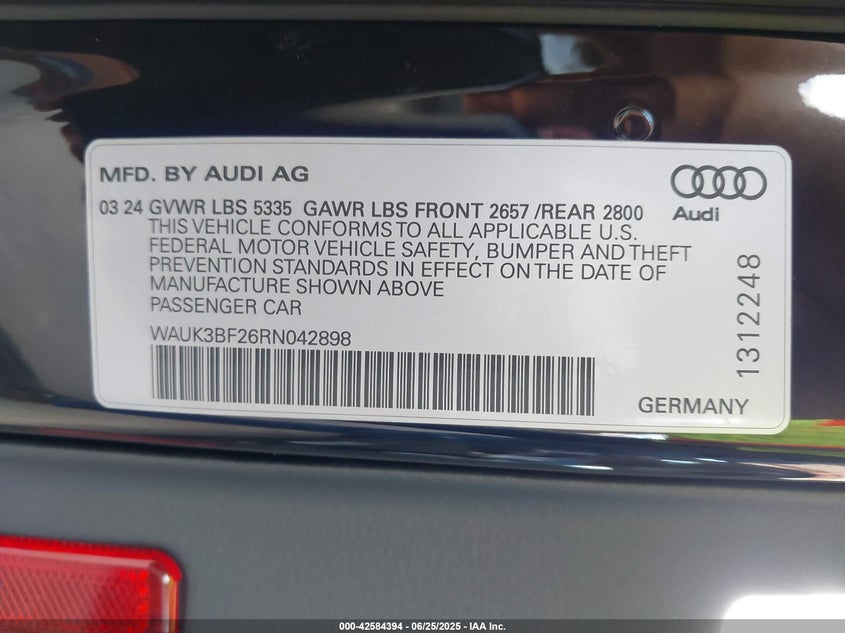 MFD. BY AUDI AG
03 24 GVWR LBS 5335 GAWR LBS FRONT 2657 /REAR 2800
THIS VEHICLE CONFORMS TO ALL APPLICABLE U.S.
FEDERAL MOTOR VEHICLE SAFETY, BUMPER AND THEFT
PREVENTION STANDARDS IN EFFECT ON THE DATE OF
MANUFACTURE SHOWN ABOVE
PASSENGER CAR
WAUK3BF26RN042898
Audi
1312248
GERMANY
000-42584394 / 06/25/2025 - IAA Inc.